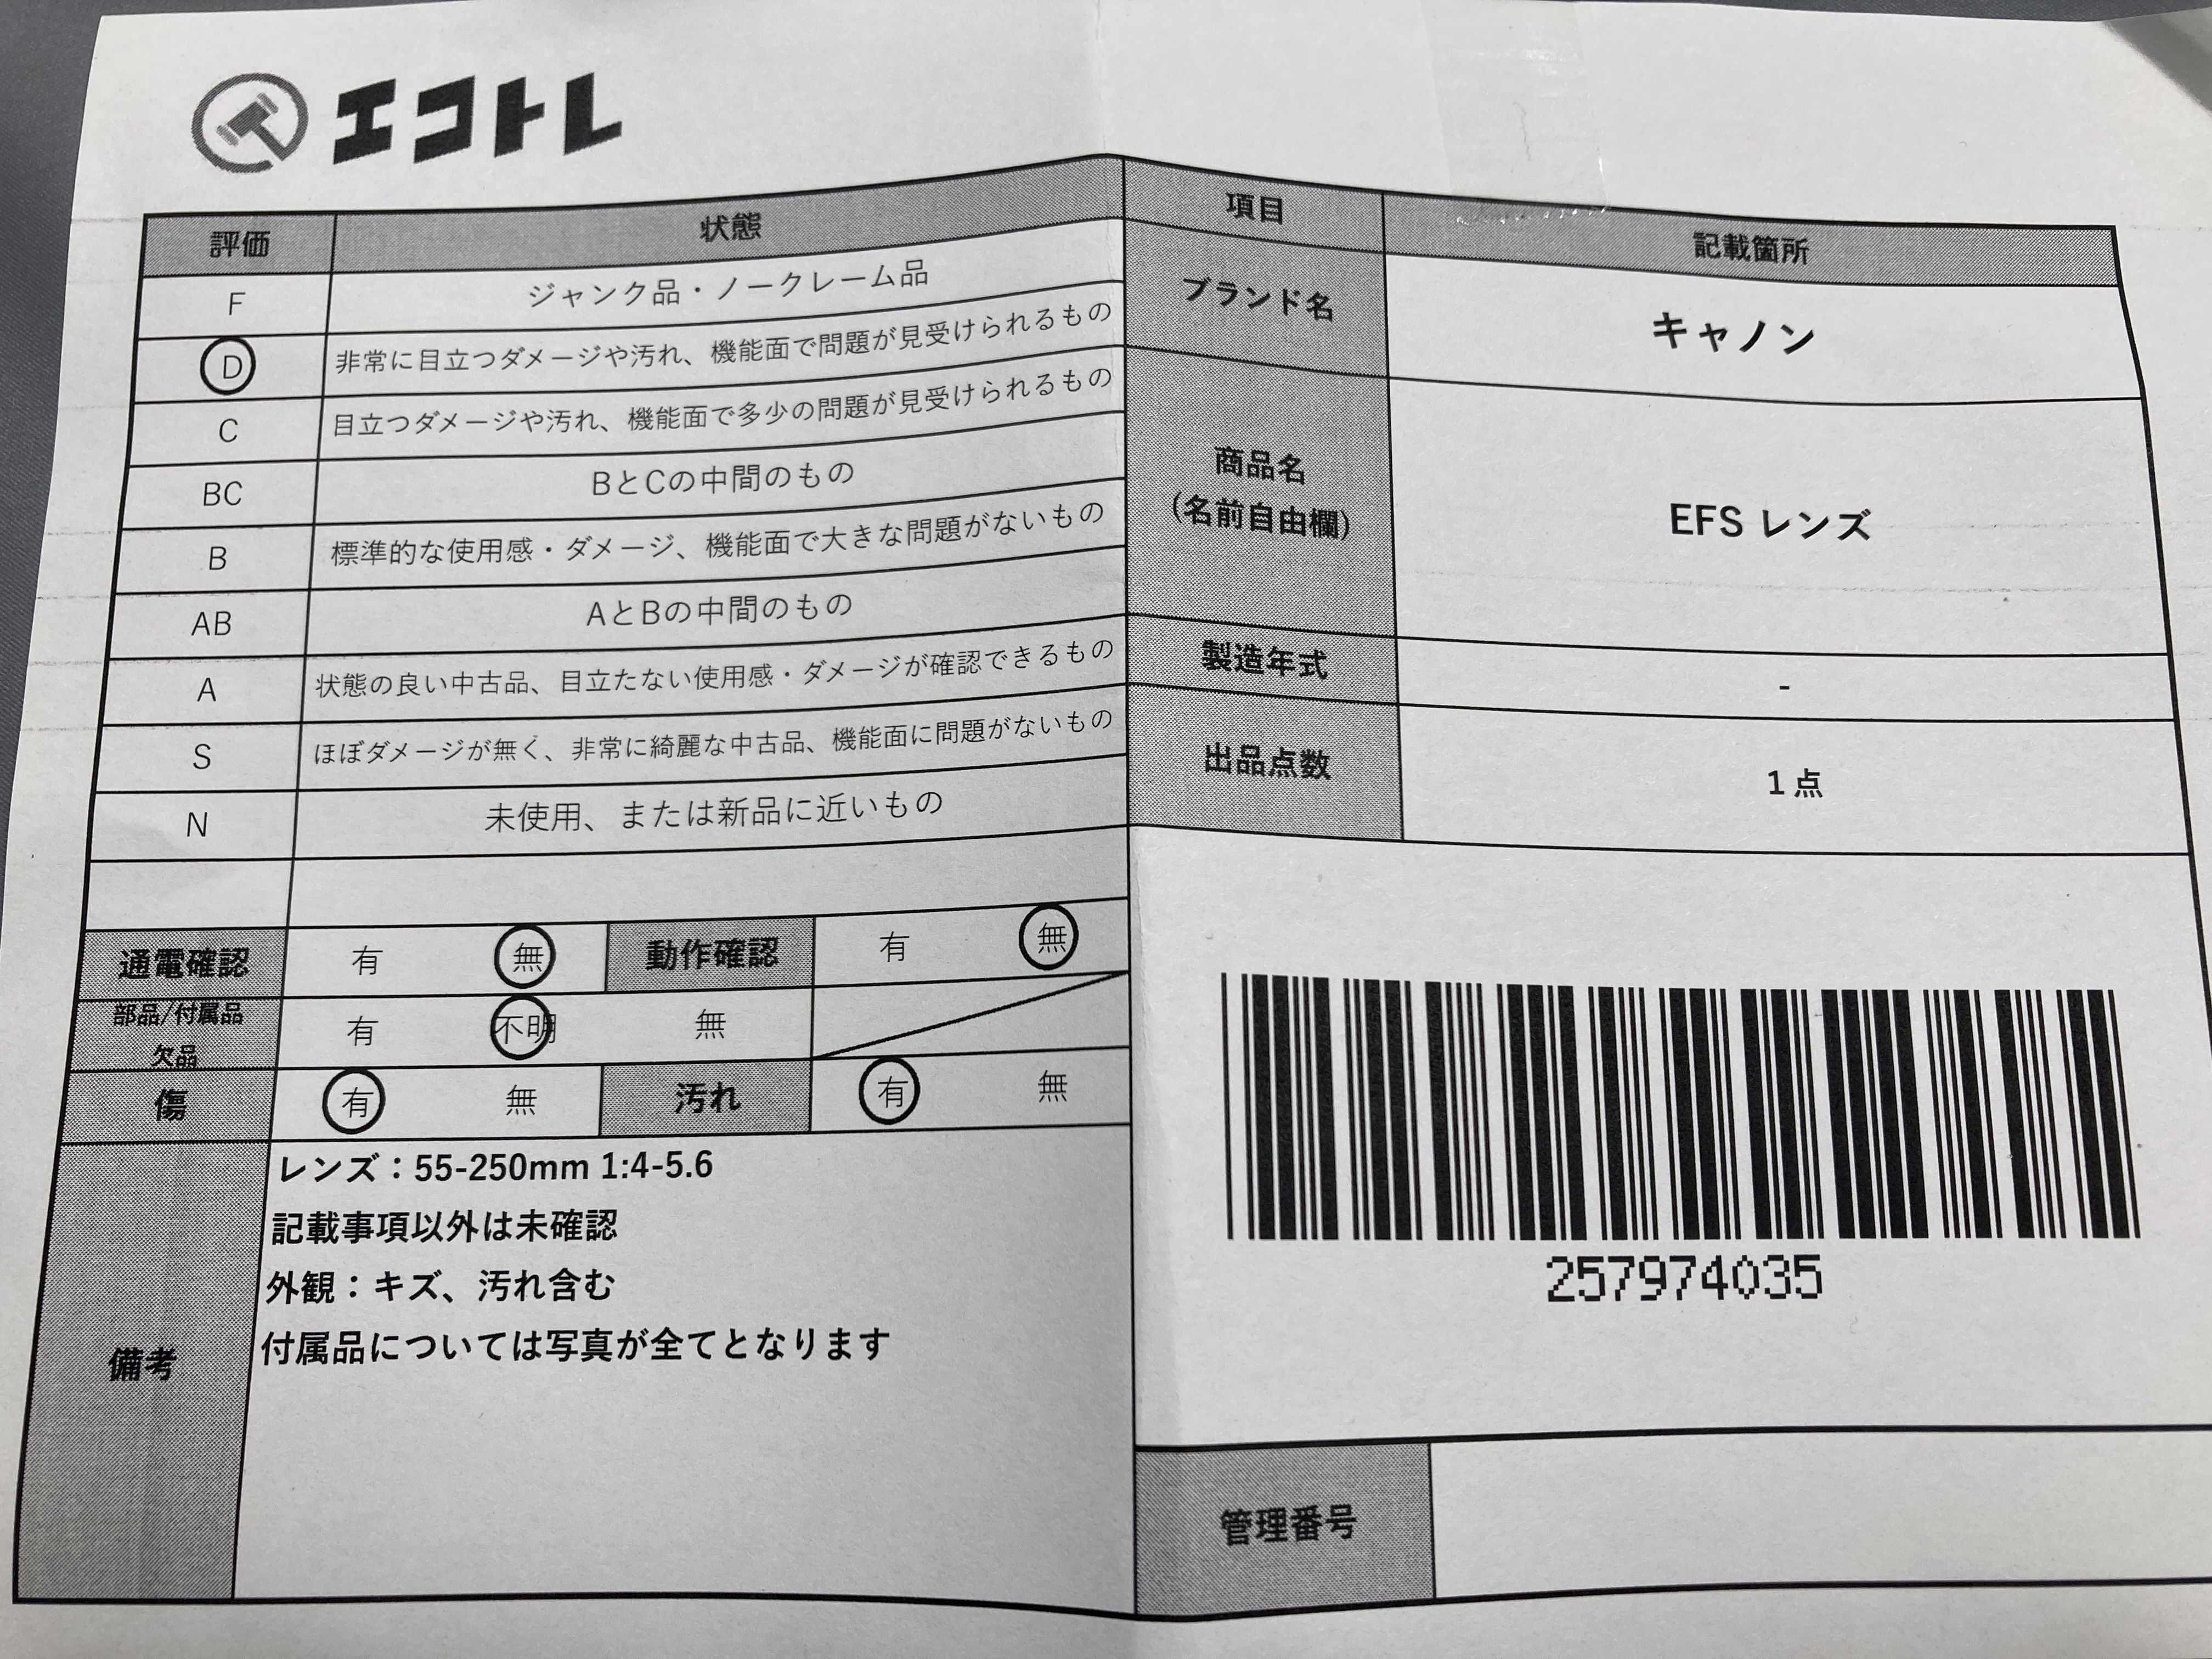 エコトレ
評価 状態
F ジャンク品・ノークレーム品
D 非常に目立つダメージや汚れ、機能面で問題が見受けられるもの
C 目立つダメージや汚れ、機能面で多少の問題が見受けられるもの
BC BとCの中間のもの
B 標準的な使用感・ダメージ、機能面で大きな問題がないもの
AB AとBの中間のもの
A 状態の良い中古品、目立たない使用感・ダメージが確認できるもの
S ほぼダメージが無く、非常に綺麗な中古品、機能面に問題がないもの
N 未使用、または新品に近いもの
通電確認 有 無 動作確認 有 無
部品/付属品
欠品 有 不明 無
傷 有 無 汚れ 有 無
備考
レンズ：55-250mm 1:4-5.6
記載事項以外は未確認
外観：キズ、汚れ含む
付属品については写真が全てとなります
項目 記載箇所
ブランド名 キャノン
商品名
(名前自由欄)
EFS レンズ
製造年式 -
出品点数 1 点
257974035
管理番号